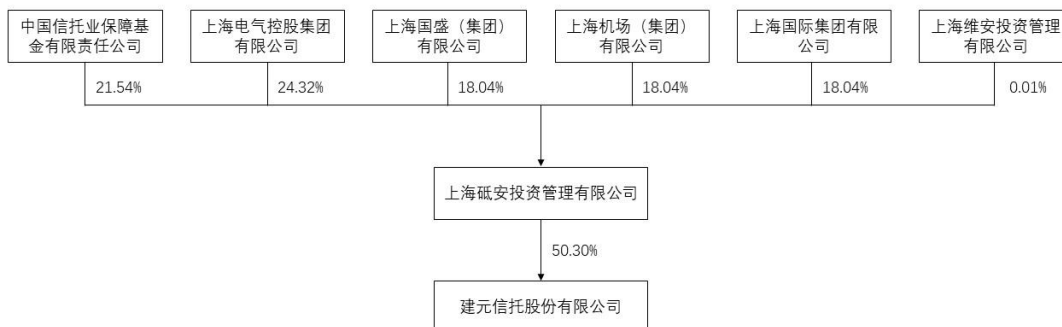 中国信托业保障基
金有限责任公司
上海电气控股集团
有限公司
上海国盛（集团）
有限公司
上海机场（集团）
有限公司
上海国际集团有限
公司
上海维安投资管理
有限公司
21.54%
24.32%
18.04%
18.04%
18.04%
0.01%
上海砥安投资管理有限公司
50.30%
建元信托股份有限公司